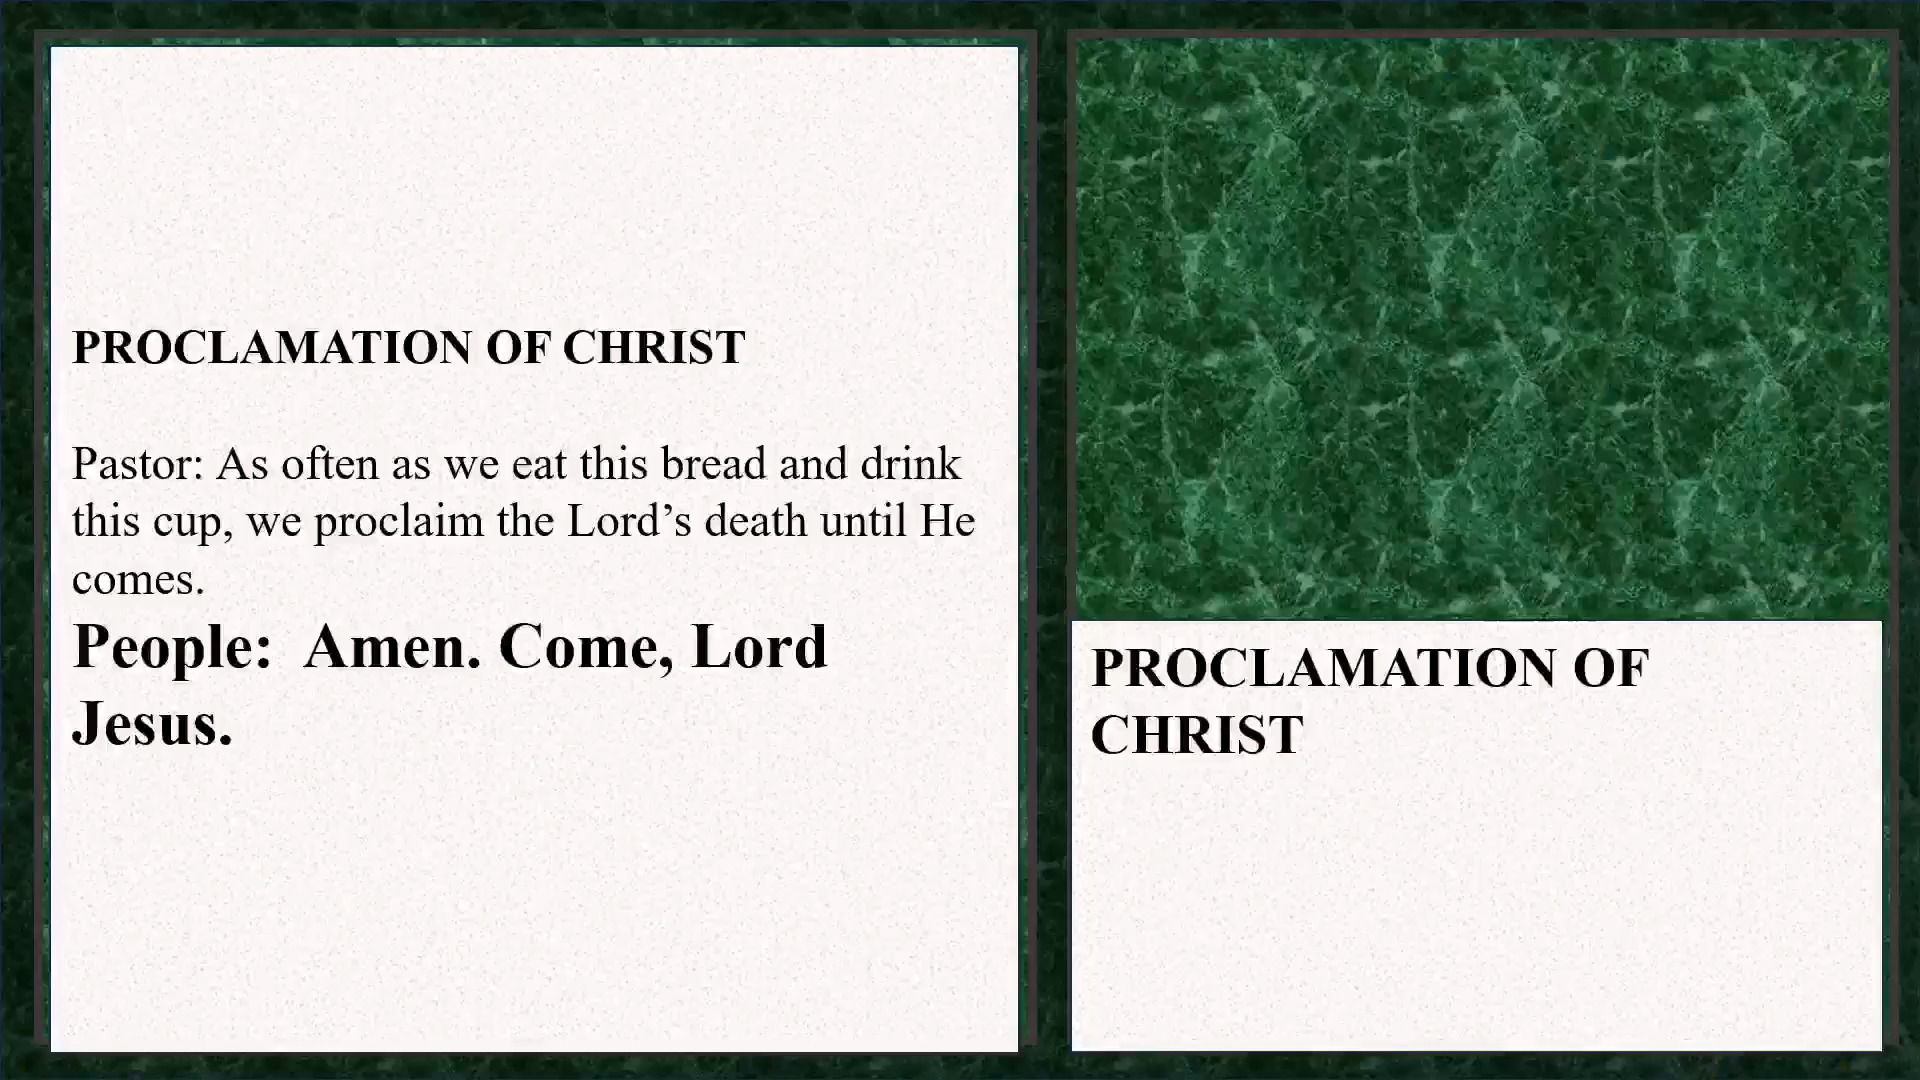 PROCLAMATION OF CHRIST
Pastor: As often as we eat this bread and drink
this cup, we proclaim the Lord’s death until He
comes.
People:  Amen. Come, Lord
Jesus.
PROCLAMATION OF
CHRIST